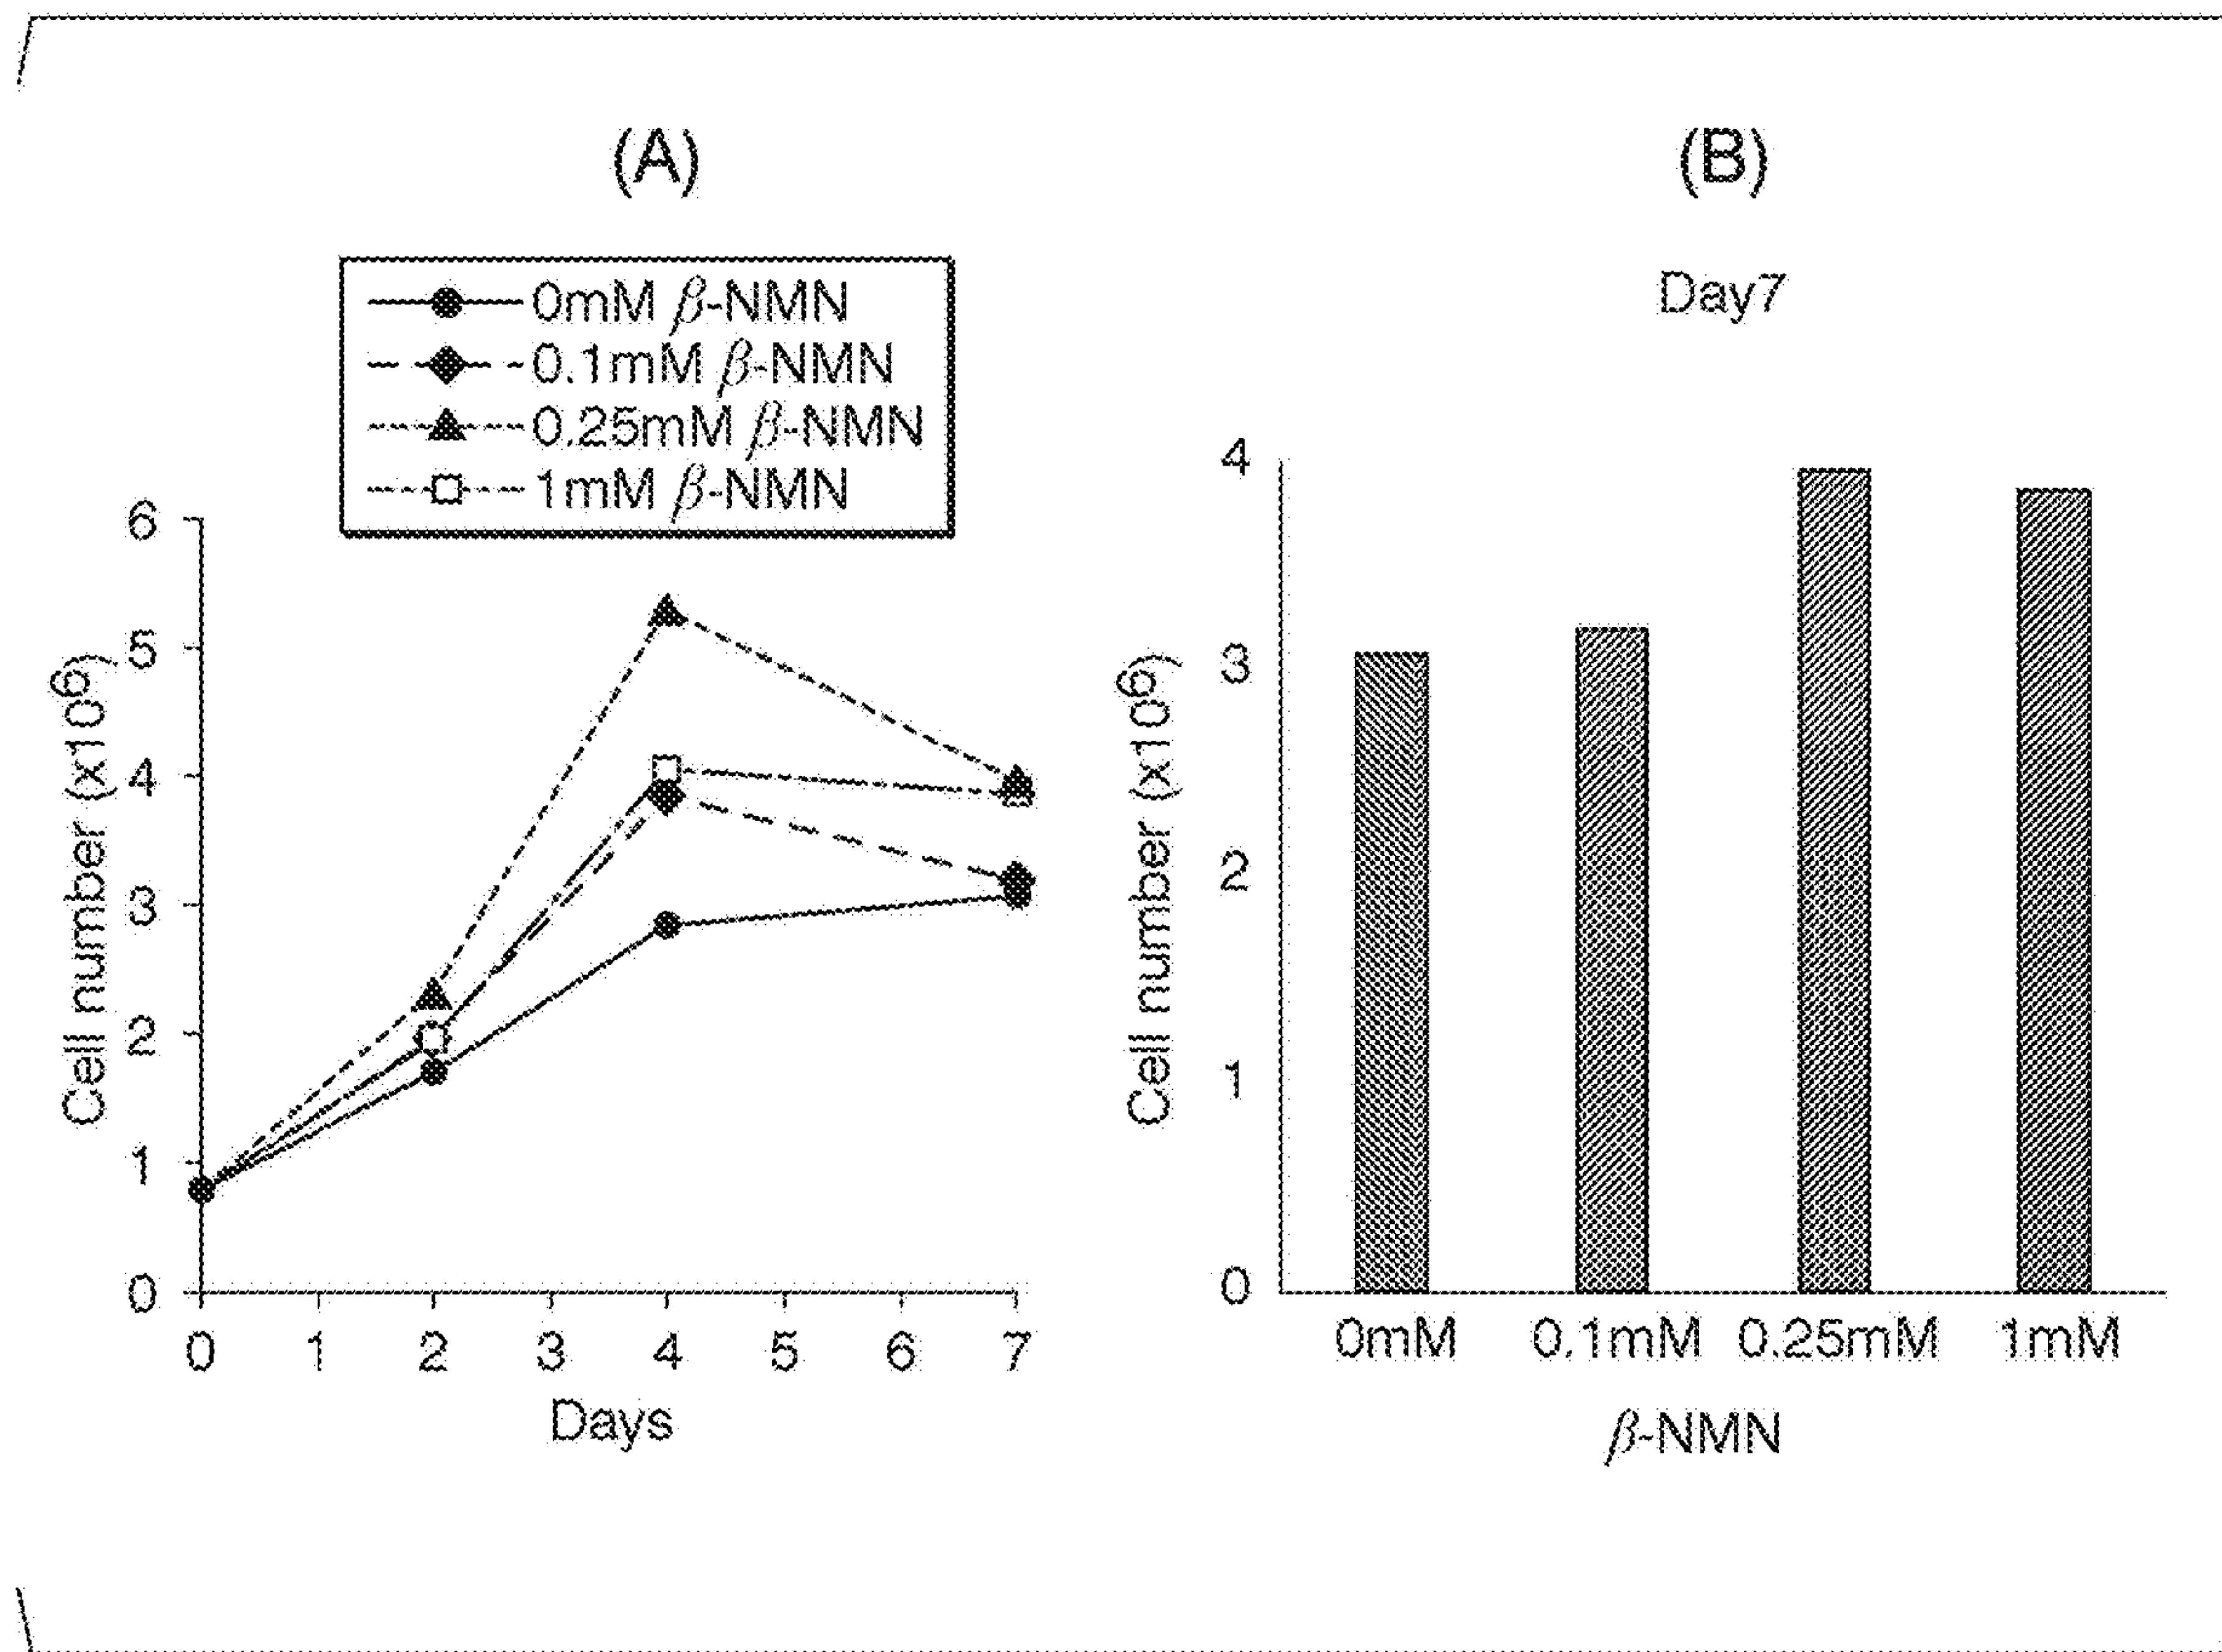 (A)
0mM β-NMN
0.1mM β-NMN
0.25mM β-NMN
1mM β-NMN
Cell number (x10⁶)
6
5
4
3
2
1
0
0 1 2 3 4 5 6 7
Days
(B)
Day7
Cell number (x10⁶)
4
3
2
1
0
0mM 0.1mM 0.25mM 1mM
β-NMN